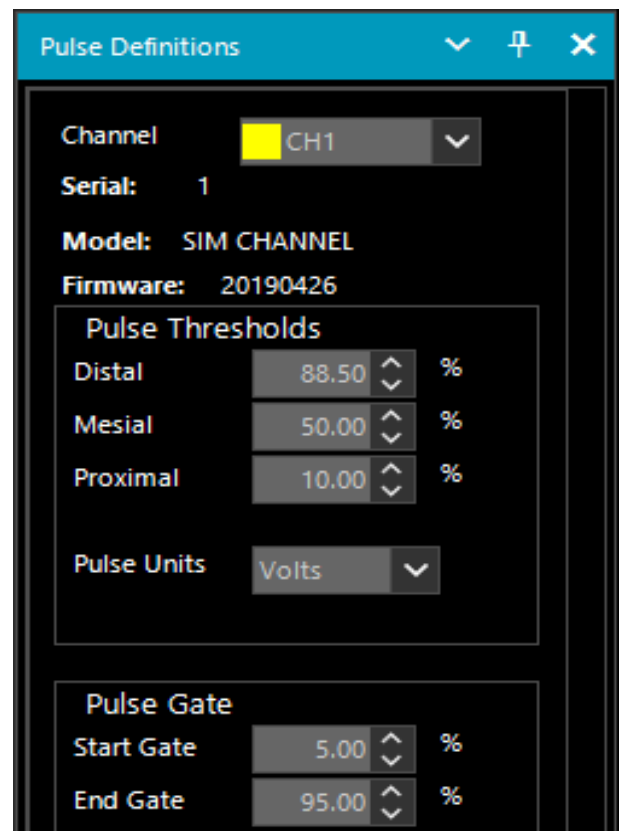 Pulse Definitions
Channel CH1
Serial: 1
Model: SIM CHANNEL
Firmware: 20190426
Pulse Thresholds
Distal 88.50 %
Mesial 50.00 %
Proximal 10.00 %
Pulse Units Volts
Pulse Gate
Start Gate 5.00 %
End Gate 95.00 %